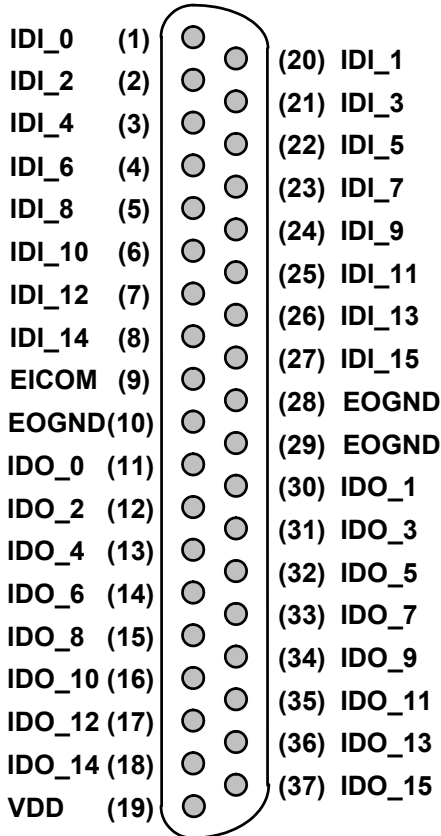 IDI_0 (1)
IDI_2 (2)
IDI_4 (3)
IDI_6 (4)
IDI_8 (5)
IDI_10 (6)
IDI_12 (7)
IDI_14 (8)
EICOM (9)
EOGND(10)
IDO_0 (11)
IDO_2 (12)
IDO_4 (13)
IDO_6 (14)
IDO_8 (15)
IDO_10 (16)
IDO_12 (17)
IDO_14 (18)
VDD (19)
(20) IDI_1
(21) IDI_3
(22) IDI_5
(23) IDI_7
(24) IDI_9
(25) IDI_11
(26) IDI_13
(27) IDI_15
(28) EOGND
(29) EOGND
(30) IDO_1
(31) IDO_3
(32) IDO_5
(33) IDO_7
(34) IDO_9
(35) IDO_11
(36) IDO_13
(37) IDO_15